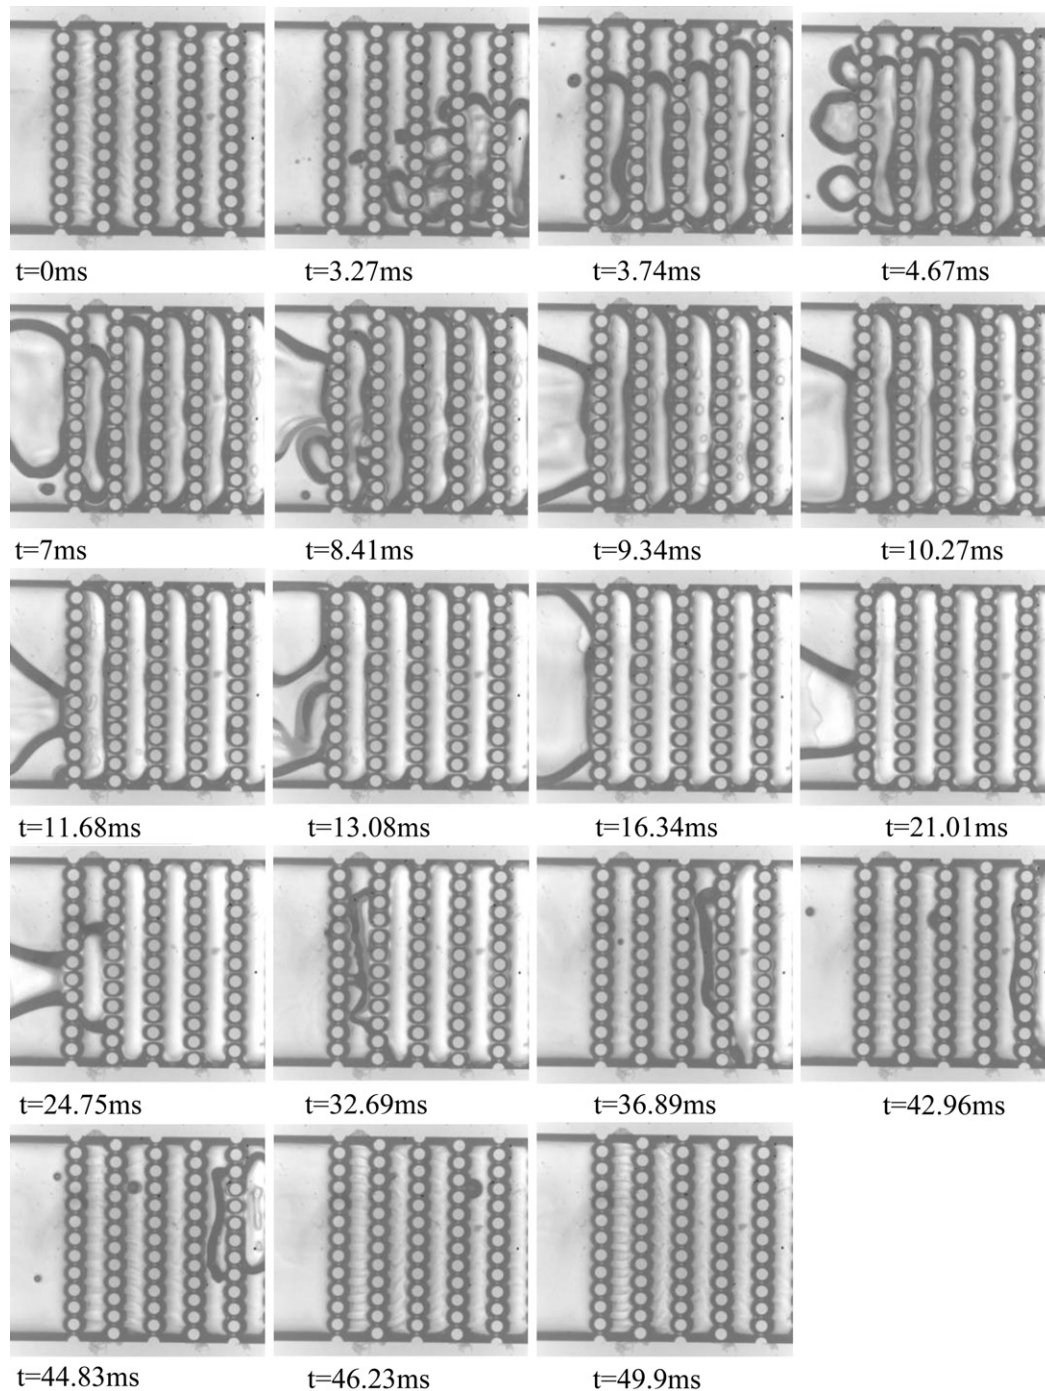 t=0ms
t=3.27ms
t=3.74ms
t=4.67ms
t=7ms
t=8.41ms
t=9.34ms
t=10.27ms
t=11.68ms
t=13.08ms
t=16.34ms
t=21.01ms
t=24.75ms
t=32.69ms
t=36.89ms
t=42.96ms
t=44.83ms
t=46.23ms
t=49.9ms